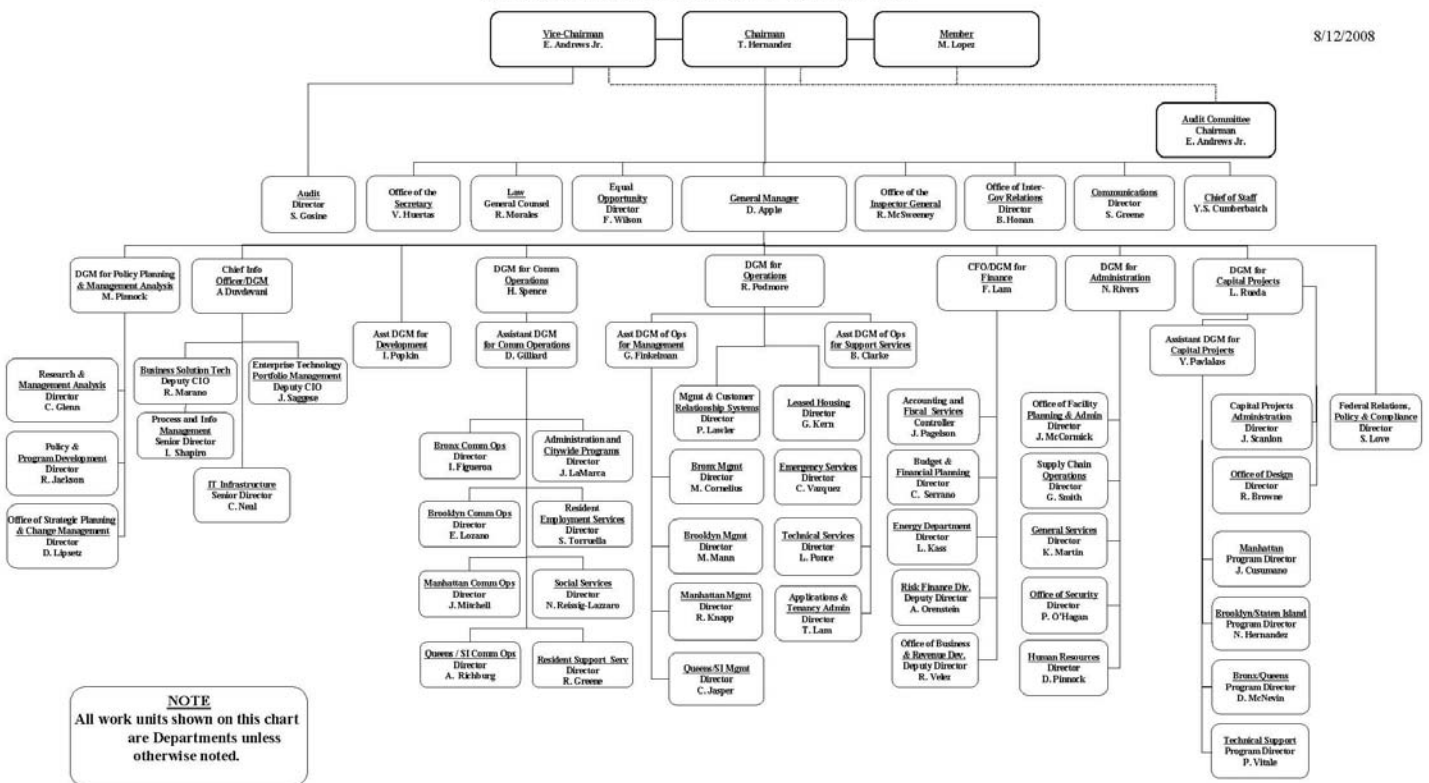 Vice-Chairman
E. Andrews Jr.
Chairman
T. Hernandez
Member
M. Lopez
8/12/2008
Audit Committee
Chairman
E. Andrews Jr.
Audit
Director
S. Gosine
Office of the
Secretary
V. Huertas
Law
General Counsel
R. Morales
Equal
Opportunity
Director
F. Wilson
General Manager
D. Apple
Office of the
Inspector General
R. McSweeney
Office of Inter-
Gov Relations
Director
B. Honan
Communications
Director
S. Greene
Chief of Staff
Y.S. Cumberbatch
DGM for Policy Planning
& Management Analysis
M. Pinnock
Chief Info
Officer/DGM
A Duvdevani
DGM for Comm
Operations
H. Spence
DGM for
Operations
R. Podmore
CFO/DGM for
Finance
F. Lam
DGM for
Administration
N. Rivers
DGM for
Capital Projects
L. Rueda
Asst DGM for
Development
I. Popkin
Assistant DGM
for Comm Operations
D. Gilliard
Asst DGM of Ops
for Management
G. Finkelman
Asst DGM of Ops
for Support Services
B. Clarke
Assistant DGM for
Capital Projects
Y. Pavlakos
Research &
Management Analysis
Director
C. Glenn
Business Solution Tech
Deputy CIO
R. Marano
Enterprise Technology
Portfolio Management
Deputy CIO
J. Saggese
Process and Info
Management
Senior Director
I. Shapiro
Policy &
Program Development
Director
R. Jackson
IT Infrastructure
Senior Director
C. Neal
Office of Strategic Planning
& Change Management
Director
D. Lipsetz
Bronx Comm Ops
Director
I. Figueroa
Administration and
Citywide Programs
Director
J. LaMarra
Brooklyn Comm Ops
Director
E. Lozano
Resident
Employment Services
Director
S. Torruella
Manhattan Comm Ops
Director
J. Mitchell
Social Services
Director
N. Reissig-Lazzaro
Queens / SI Comm Ops
Director
A. Richburg
Resident Support Serv
Director
R. Greene
Mgmt & Customer
Relationship Systems
Director
P. Lawler
Leased Housing
Director
G. Kern
Bronx Mgmt
Director
M. Cornelius
Emergency Services
Director
C. Vazquez
Brooklyn Mgmt
Director
M. Mann
Technical Services
Director
L. Ponce
Manhattan Mgmt
Director
R. Knapp
Applications &
Tenancy Admin
Director
T. Lam
Queens/SI Mgmt
Director
C. Jasper
Accounting and
Fiscal Services
Controller
J. Pagelson
Budget &
Financial Planning
Director
C. Serrano
Energy Department
Director
L. Kass
Risk Finance Div.
Deputy Director
A. Orenstein
Office of Business
& Revenue Dev.
Deputy Director
R. Velez
Office of Facility
Planning & Admin
Director
J. McCormick
Supply Chain
Operations
Director
G. Smith
General Services
Director
K. Martin
Office of Security
Director
P. O'Hagan
Human Resources
Director
D. Pinnock
Capital Projects
Administration
Director
J. Scanlon
Office of Design
Director
R. Browne
Manhattan
Program Director
J. Cusumano
Brooklyn/Staten Island
Program Director
N. Hernandez
Bronx/Queens
Program Director
D. McNevin
Technical Support
Program Director
P. Vitale
Federal Relations,
Policy & Compliance
Director
S. Love
NOTE
All work units shown on this chart
are Departments unless
otherwise noted.